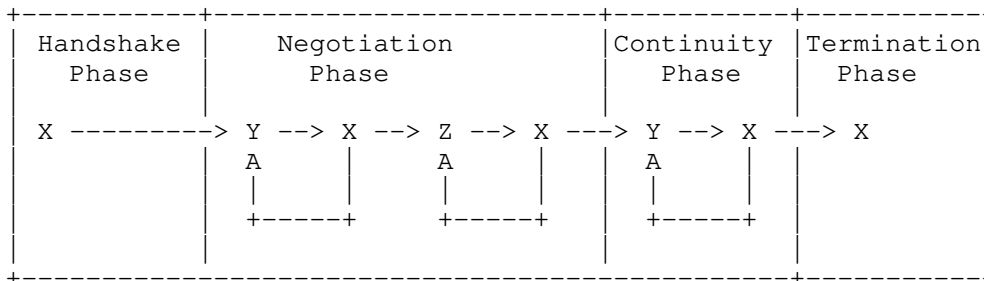 +-----------+-------------------------+-----------+------------
| Handshake |    Negotiation          |Continuity |Termination
|   Phase   |      Phase              |   Phase   |  Phase
|           |                         |           |
| X ---------> Y --> X --> Z --> X ---> Y --> X ---> X
|           |  A     |     A     |   |  A     |  |
|           |  |     |     |     |   |  |     |  |
|           |  +-----+     +-----+   |  +-----+  |
|           |                         |           |
+-------------------------------------------------+------------